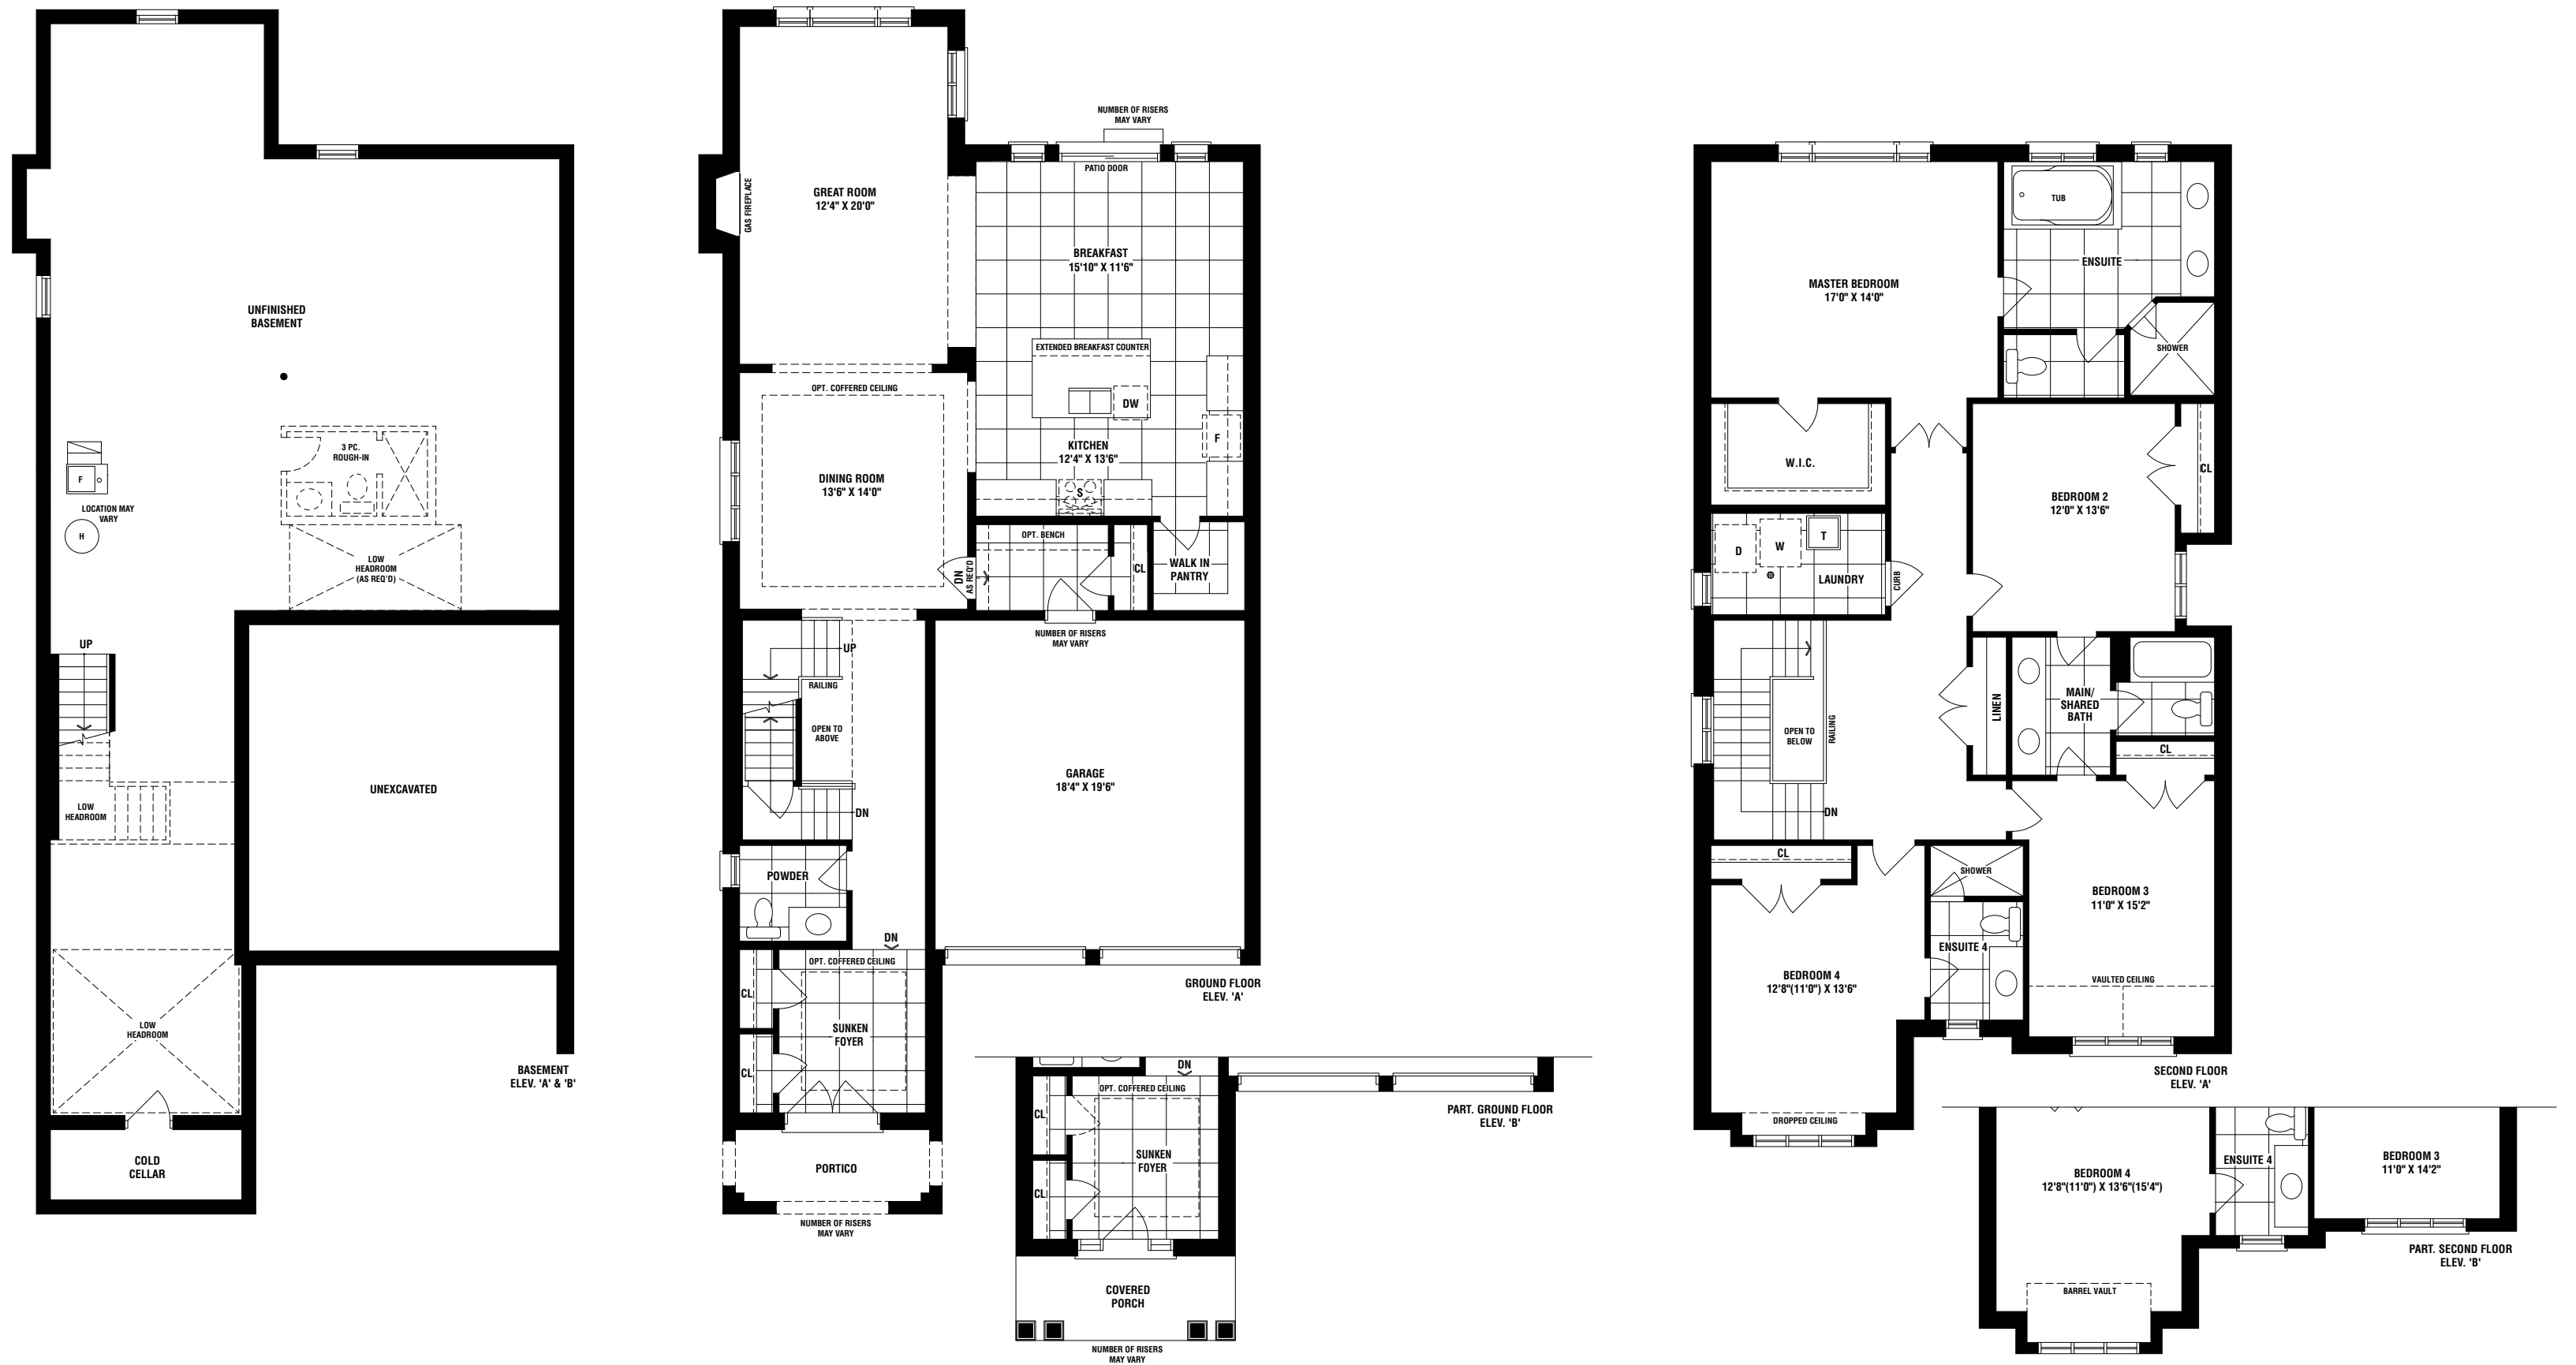 UNFINISHED
BASEMENT
3 PC.
ROUGH-IN
F
LOCATION MAY
VARY
H
LOW
HEADROOM
(AS REQ'D)
UP
LOW
HEADROOM
UNEXCAVATED
LOW
HEADROOM
COLD
CELLAR
BASEMENT
ELEV. 'A' & 'B'
NUMBER OF RISERS
MAY VARY
PATIO DOOR
GAS FIREPLACE
GREAT ROOM
12'4" X 20'0"
BREAKFAST
15'10" X 11'6"
EXTENDED BREAKFAST COUNTER
DW
OPT. COFFERED CEILING
F
KITCHEN
12'4" X 13'6"
DINING ROOM
13'6" X 14'0"
S
OPT. BENCH
DN
AS REQ'D
CL
WALK IN
PANTRY
NUMBER OF RISERS
MAY VARY
UP
RAILING
OPEN TO
ABOVE
DN
GARAGE
18'4" X 19'6"
POWDER
DN
OPT. COFFERED CEILING
CL
SUNKEN
FOYER
CL
PORTICO
NUMBER OF RISERS
MAY VARY
GROUND FLOOR
ELEV. 'A'
DN
OPT. COFFERED CEILING
CL
SUNKEN
FOYER
CL
COVERED
PORCH
NUMBER OF RISERS
MAY VARY
PART. GROUND FLOOR
ELEV. 'B'
TUB
ENSUITE
MASTER BEDROOM
17'0" X 14'0"
SHOWER
W.I.C.
CL
BEDROOM 2
12'0" X 13'6"
D
W
T
LAUNDRY
CURB
OPEN TO
BELOW
RAILING
DN
LINEN
MAIN/
SHARED
BATH
CL
CL
SHOWER
BEDROOM 3
11'0" X 15'2"
ENSUITE 4
BEDROOM 4
12'8"(11'0") X 13'6"
VAULTED CEILING
DROPPED CEILING
SECOND FLOOR
ELEV. 'A'
BEDROOM 4
12'8"(11'0") X 13'6"(15'4")
ENSUITE 4
BEDROOM 3
11'0" X 14'2"
BARREL VAULT
PART. SECOND FLOOR
ELEV. 'B'